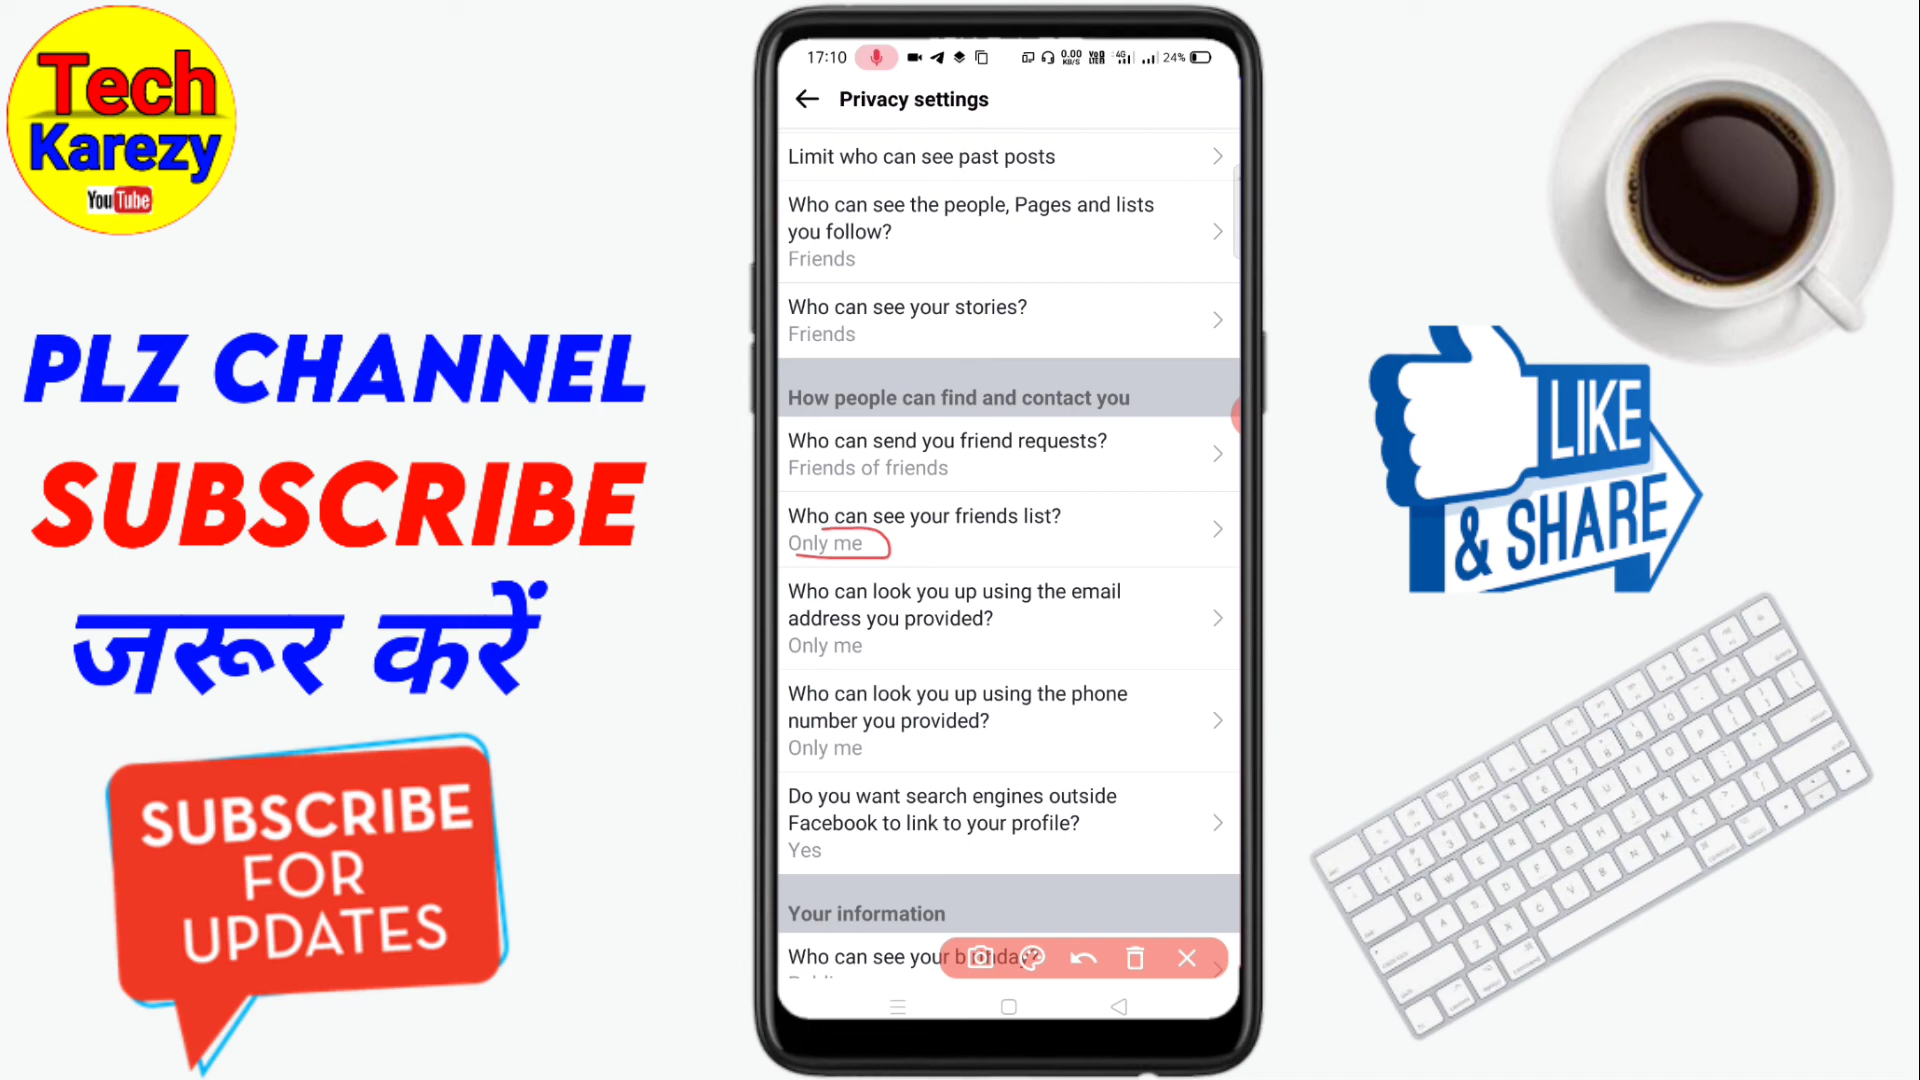 Tech
Karezy
YouTube
PLZ CHANNEL
SUBSCRIBE
जरूर करें
SUBSCRIBE
FOR
UPDATES
17:10
0.00
KB/S
4G
24%
Privacy settings
Limit who can see past posts
Who can see the people, Pages and lists
you follow?
Friends
Who can see your stories?
Friends
How people can find and contact you
Who can send you friend requests?
Friends of friends
Who can see your friends list?
Only me
Who can look you up using the email
address you provided?
Only me
Who can look you up using the phone
number you provided?
Only me
Do you want search engines outside
Facebook to link to your profile?
Yes
Your information
Who can see your birthday?
LIKE
& SHARE